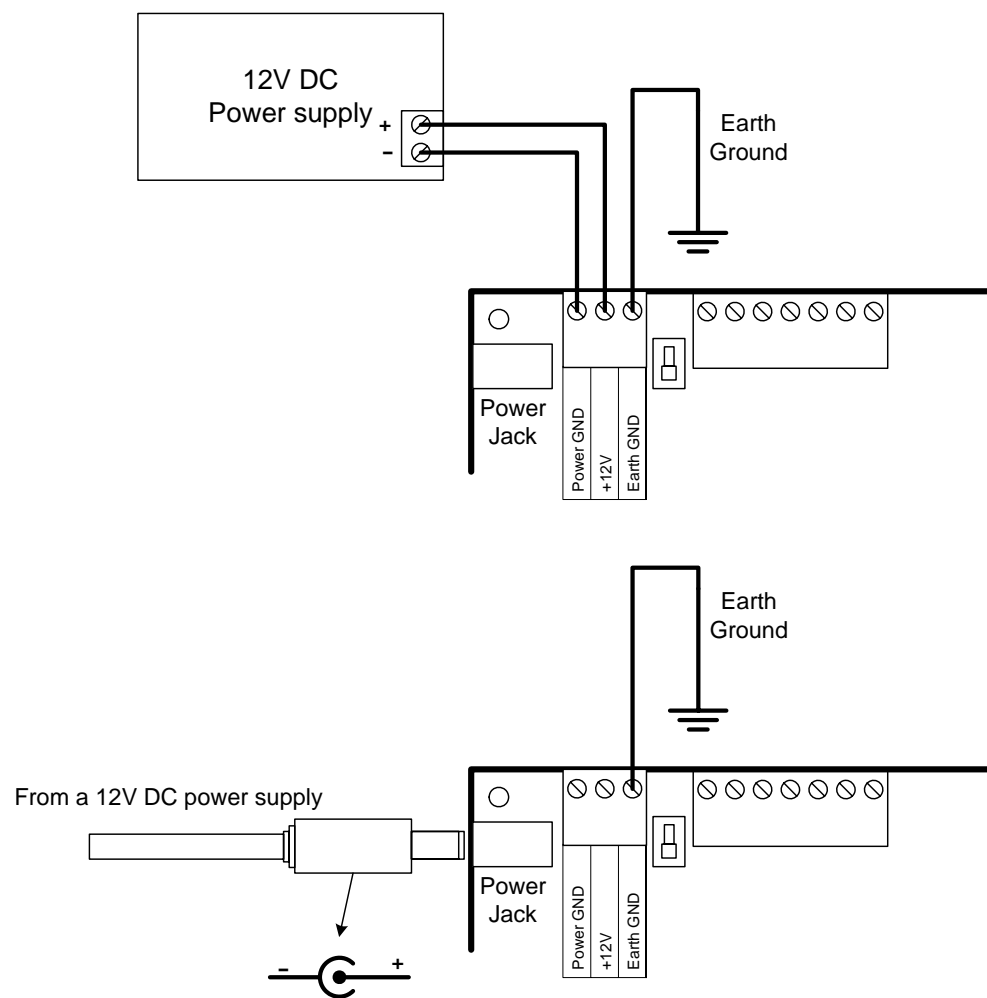 12V DC
Power supply
+
−
Earth
Ground
Power
Jack
Power GND
+12V
Earth GND
Earth
Ground
From a 12V DC power supply
Power
Jack
Power GND
+12V
Earth GND
− +